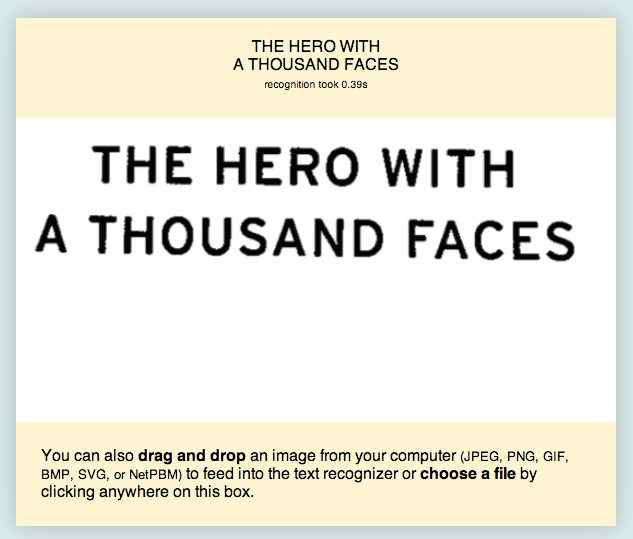 THE HERO WITH
A THOUSAND FACES
recognition took 0.39s
THE HERO WITH
A THOUSAND FACES
You can also drag and drop an image from your computer (JPEG, PNG, GIF,
BMP, SVG, or NetPBM) to feed into the text recognizer or choose a file by
clicking anywhere on this box.